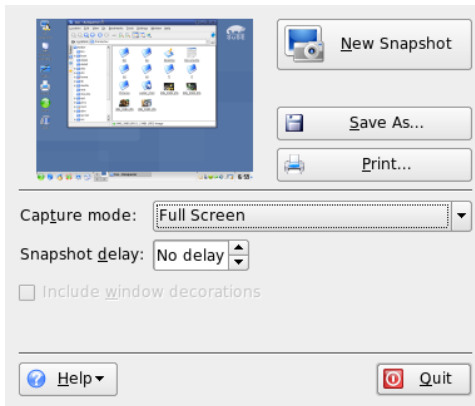 New Snapshot
Save As...
Print...
Capture mode: Full Screen
Snapshot delay: No delay
Include window decorations
Help
Quit